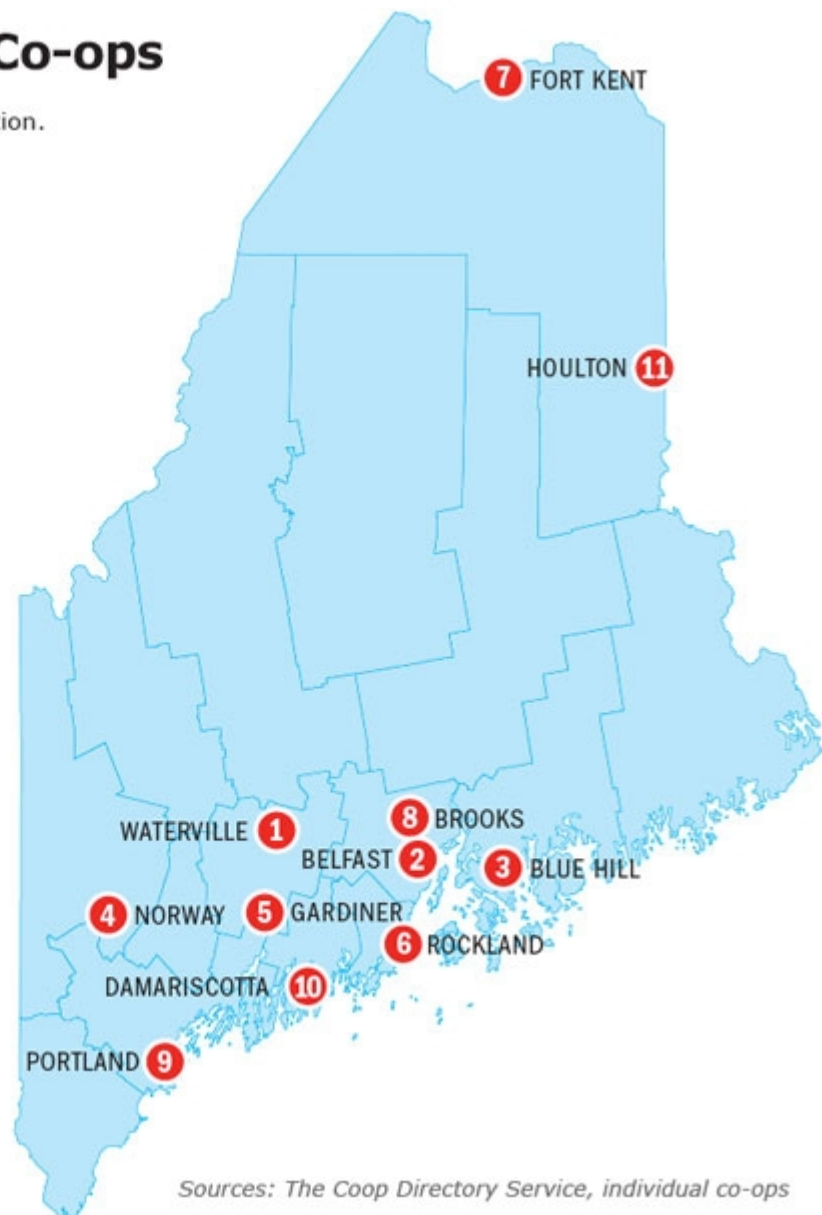 Co-ops
tion.
7 FORT KENT
HOULTON 11
8 BROOKS
WATERVILLE 1
BELFAST 2
3 BLUE HILL
4 NORWAY
5 GARDINER
6 ROCKLAND
DAMARISCOTTA 10
PORTLAND 9
Sources: The Coop Directory Service, individual co-ops